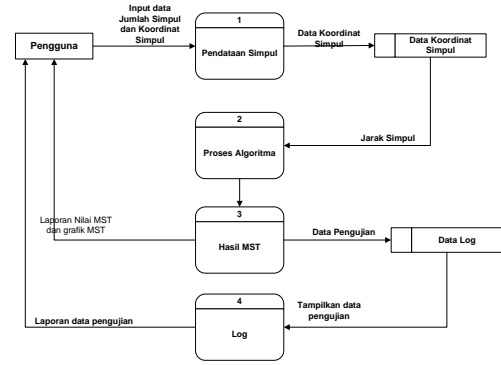 Input data
Jumlah Simpul
dan Koordinat
Simpul
Pengguna
1
Pendataan Simpul
Data Koordinat
Simpul
Data Koordinat
Simpul
Jarak Simpul
2
Proses Algoritma
3
Hasil MST
Laporan Nilai MST
dan grafik MST
Data Pengujian
Data Log
4
Log
Tampilkan data
pengujian
Laporan data pengujian